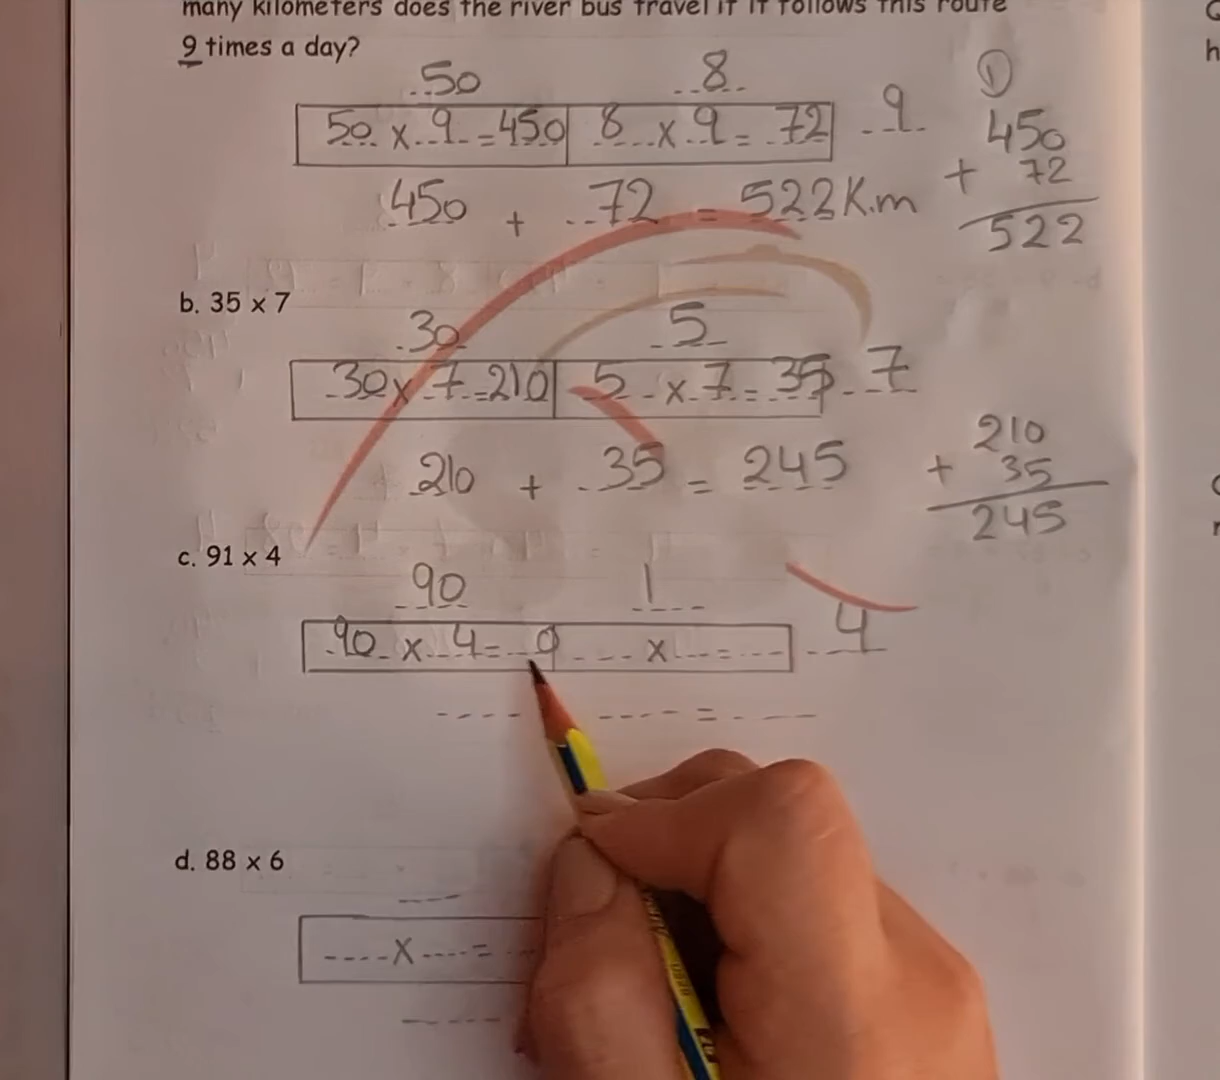 many kilometers does the river bus travel if it follows this route
9 times a day?
50 8
50 x 9 = 450 8 x 9 = 72 9
450 + 72 = 522 K.m
1
450
+ 72
522
b. 35 x 7
30 5
30 x 7 = 210 5 x 7 = 35 7
210 + 35 = 245
210
+ 35
245
c. 91 x 4
90 1
90 x 4 = 0 x = 4
=
d. 88 x 6
x =